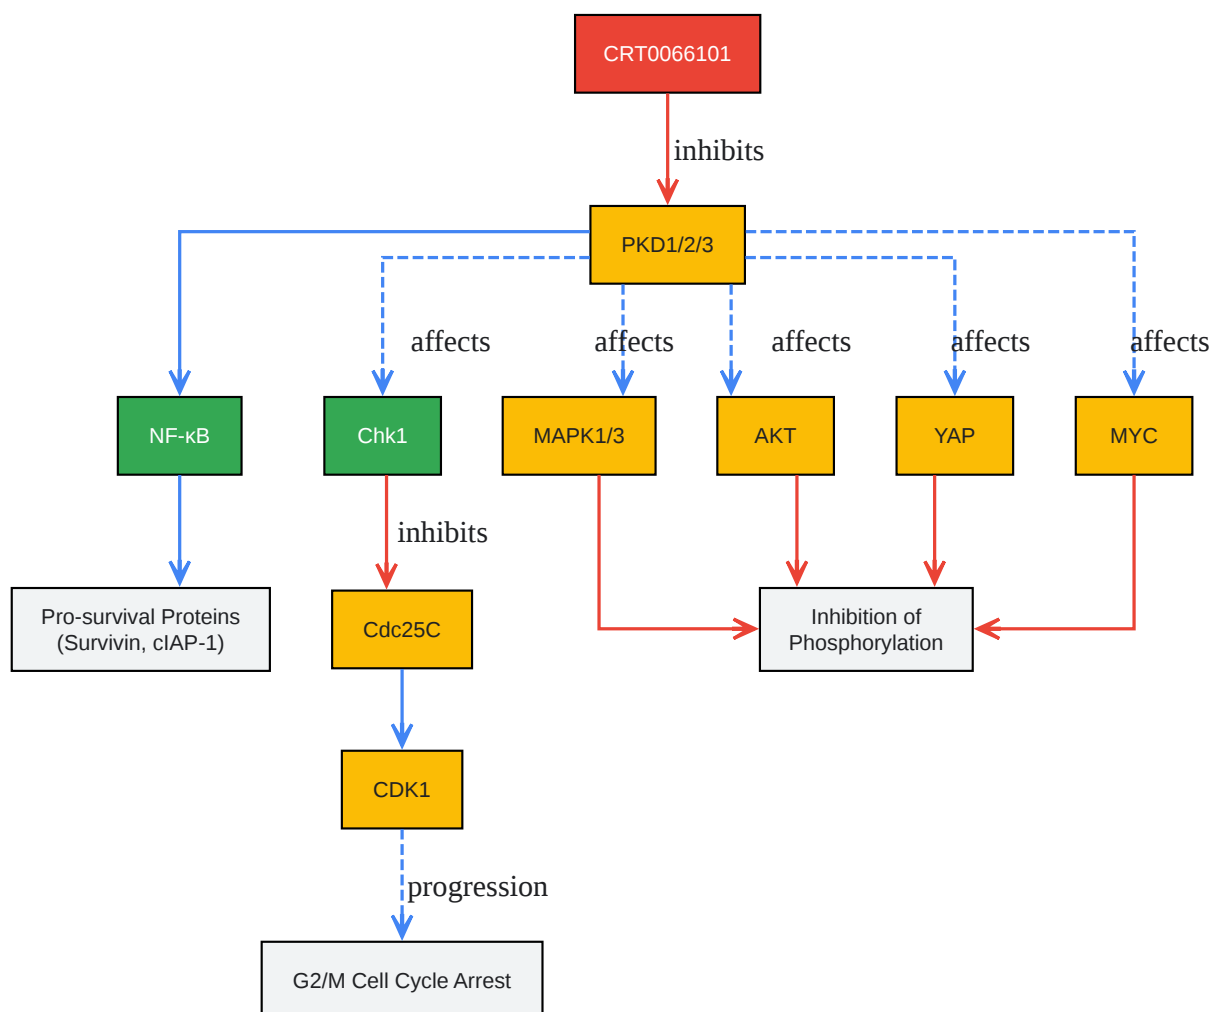 CRT0066101
inhibits
PKD1/2/3
affects
affects
affects
affects
affects
NF-κB
Chk1
MAPK1/3
AKT
YAP
MYC
inhibits
Pro-survival Proteins
(Survivin, cIAP-1)
Cdc25C
Inhibition of
Phosphorylation
CDK1
progression
G2/M Cell Cycle Arrest